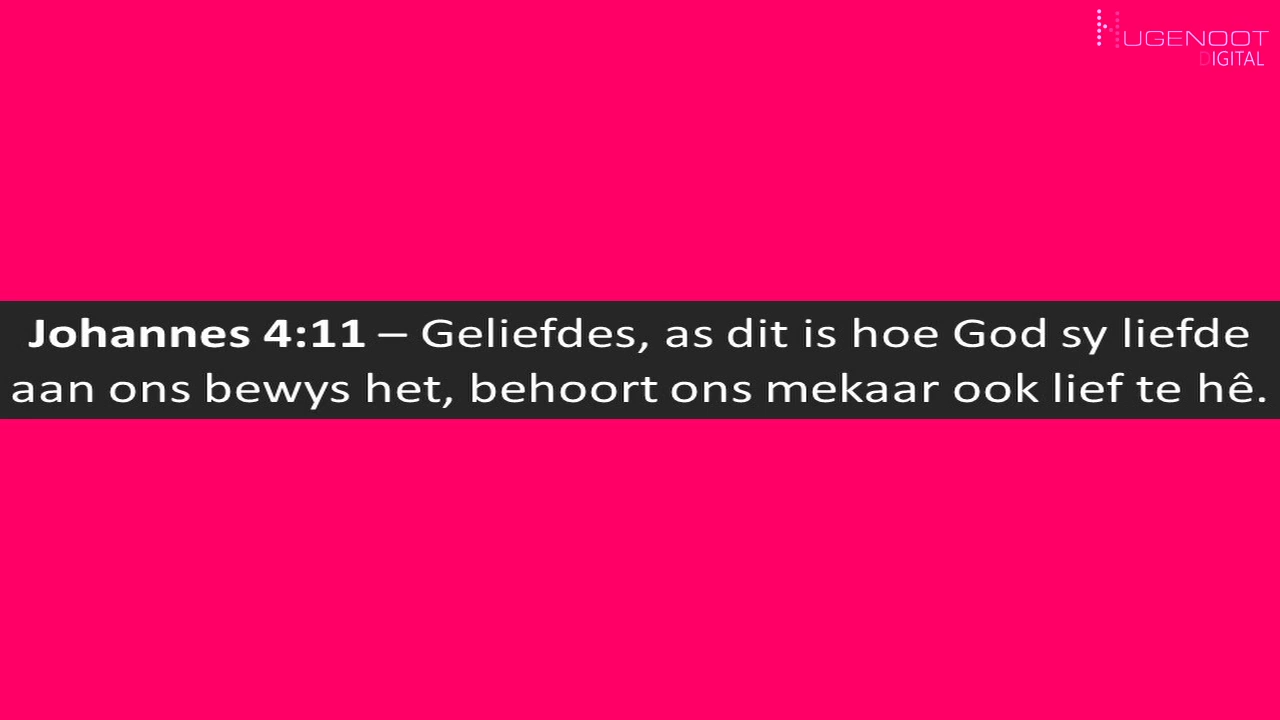 HUGENOOT
DIGITAL
Johannes 4:11 – Geliefdes, as dit is hoe God sy liefde
aan ons bewys het, behoort ons mekaar ook lief te hê.